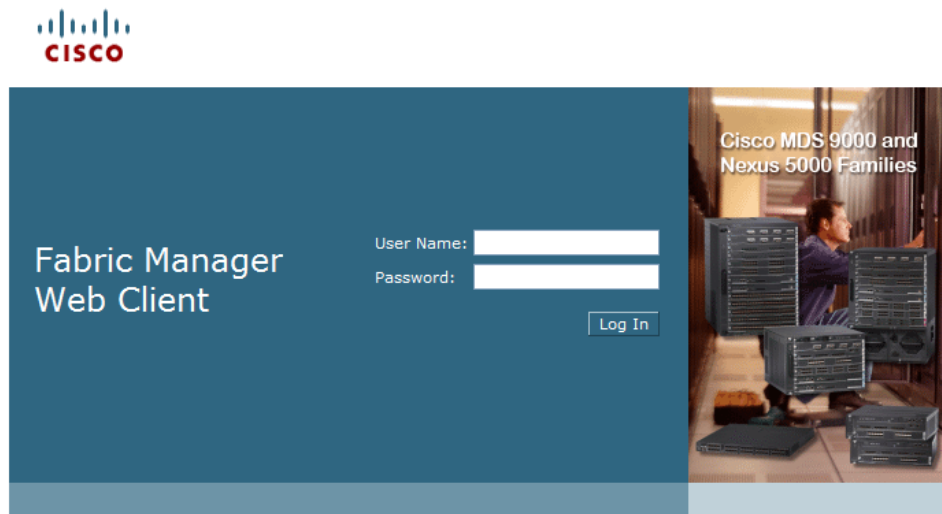 CISCO
Cisco MDS 9000 and
Nexus 5000 Families
Fabric Manager
Web Client
User Name:
Password:
Log In